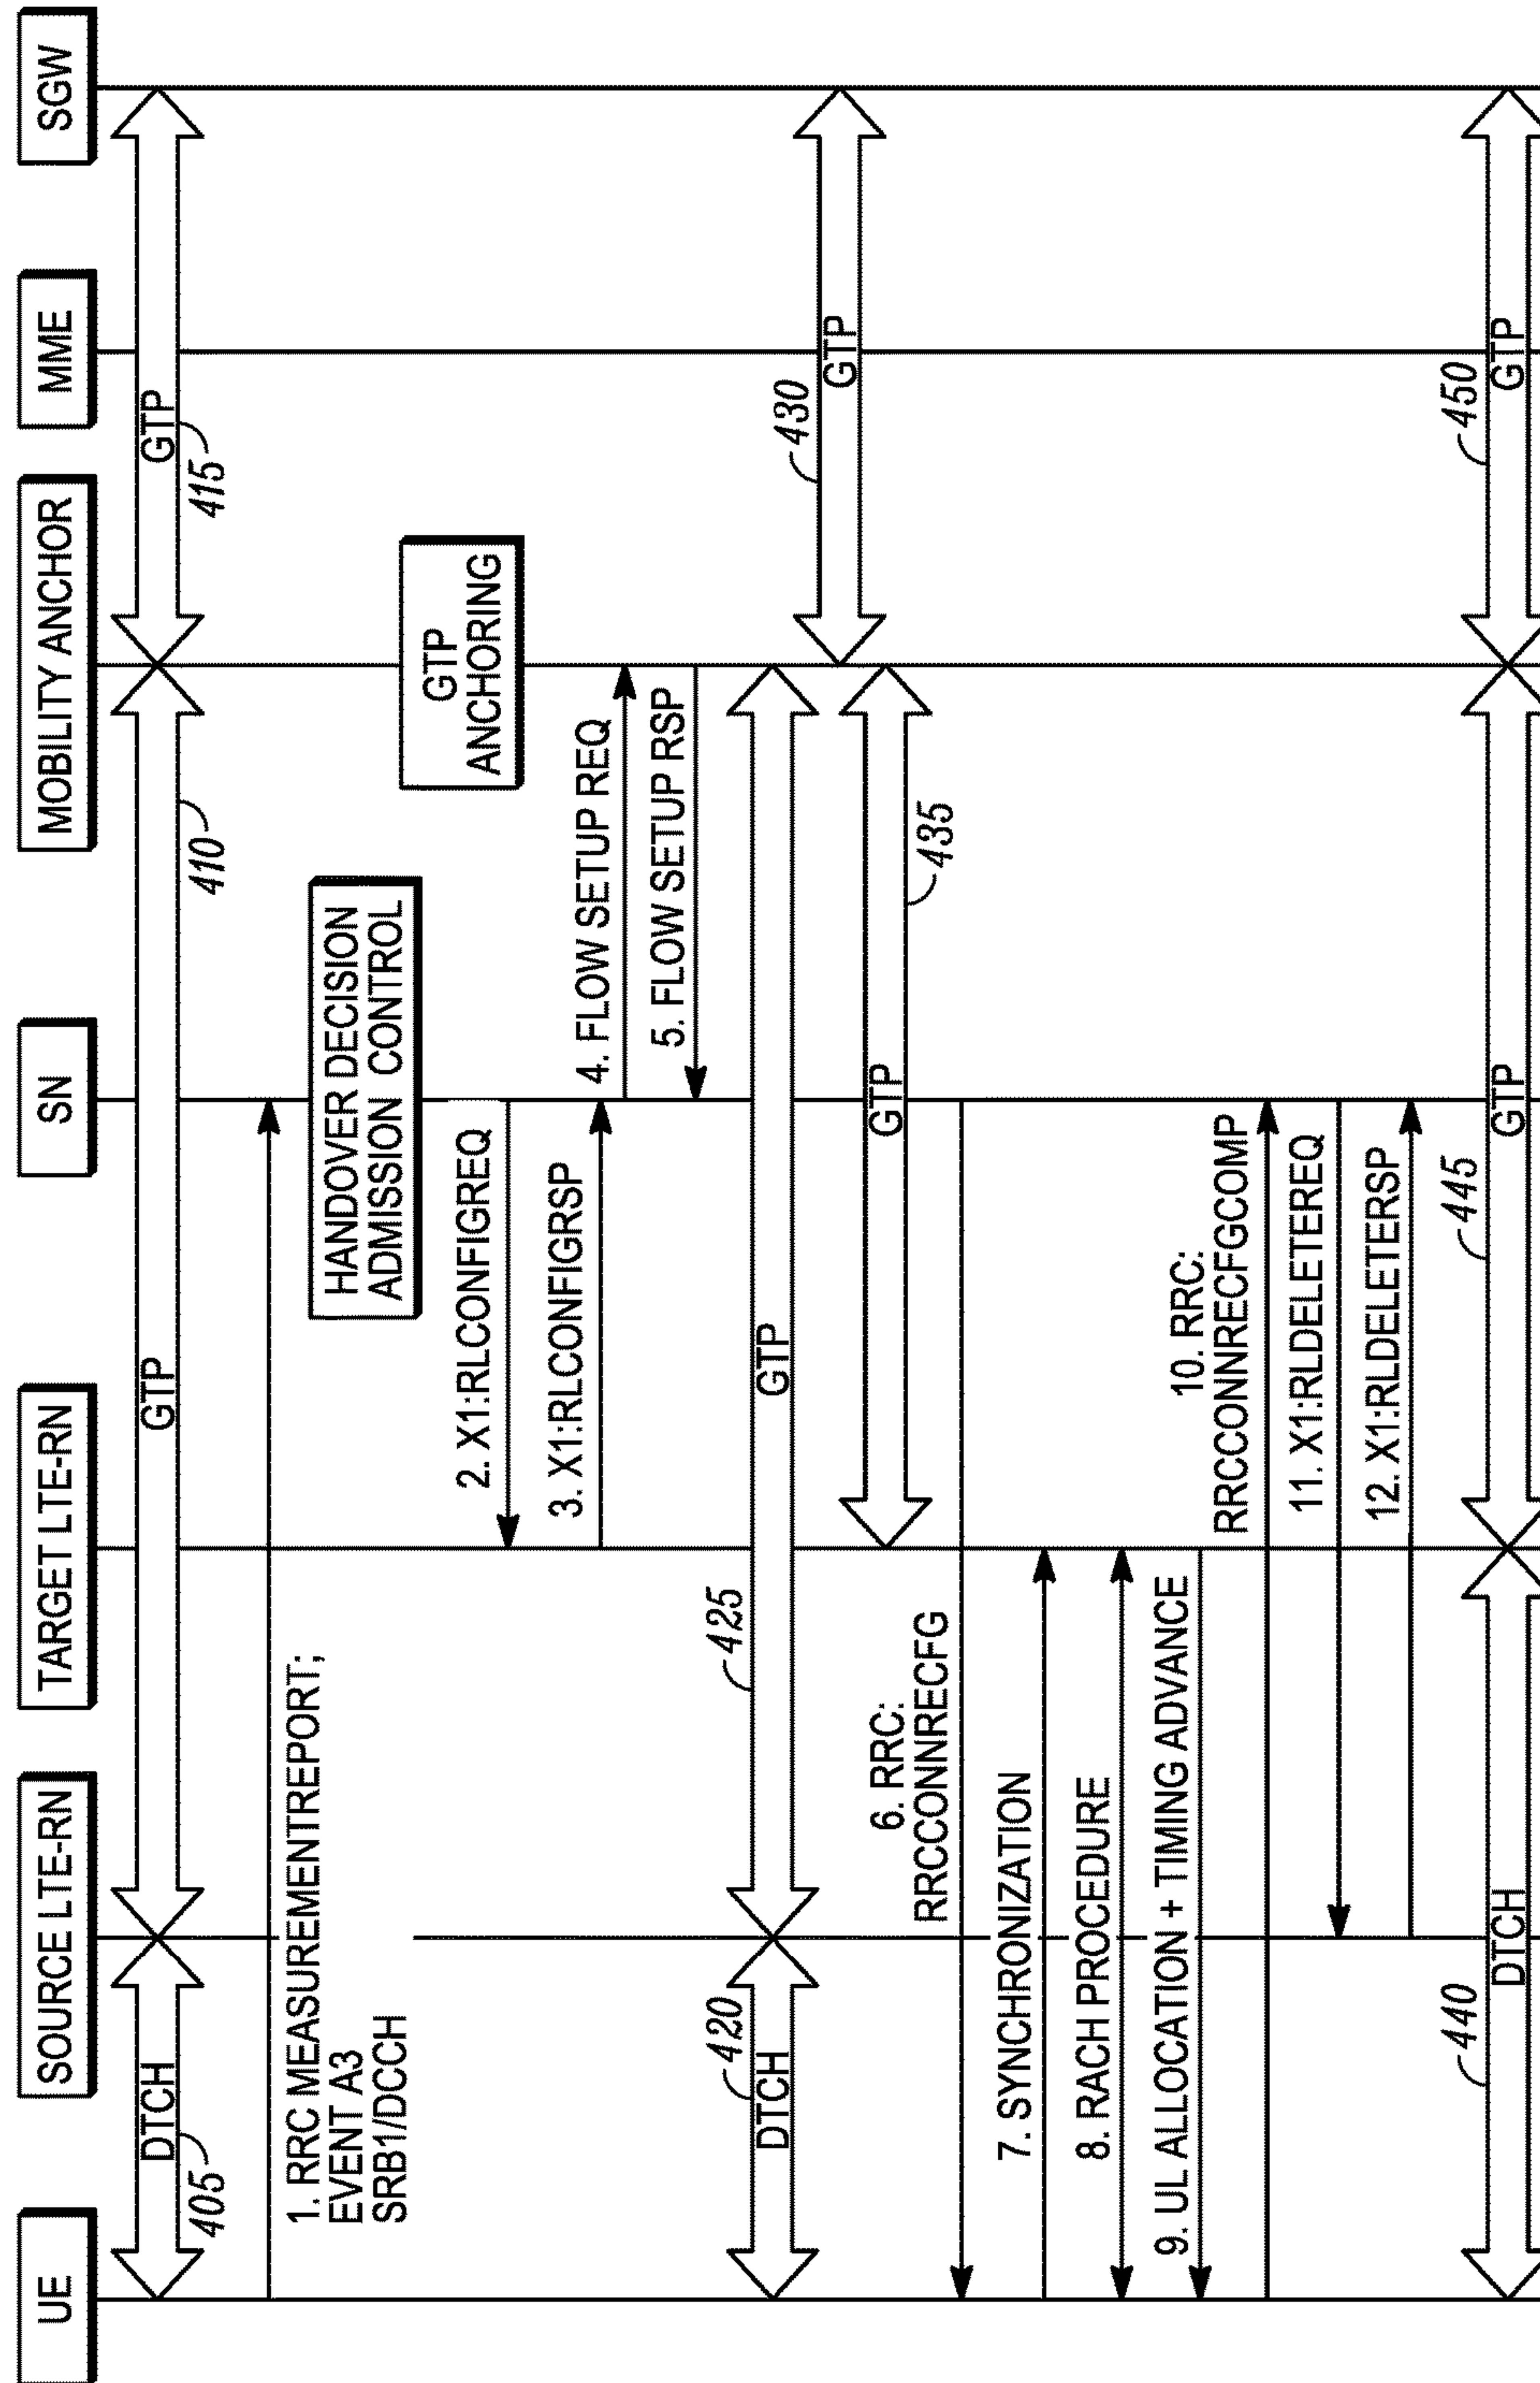 UE
SOURCE LTE-RN
TARGET LTE-RN
SN
MOBILITY ANCHOR
MME
SGW
DTCH
GTP
GTP
405
410
415
1. RRC MEASUREMENTREPORT;
EVENT A3
SRB1/DCCH
HANDOVER DECISION
ADMISSION CONTROL
GTP
ANCHORING
2. X1:RLCONFIGREQ
3. X1:RLCONFIGRSP
4. FLOW SETUP REQ
5. FLOW SETUP RSP
420
425
DTCH
GTP
430
GTP
GTP
435
6. RRC:
RRCCONNRECFG
7. SYNCHRONIZATION
8. RACH PROCEDURE
9. UL ALLOCATION + TIMING ADVANCE
10. RRC:
RRCCONNRECFGCOMP
11. X1:RLDELETEREQ
12. X1:RLDELETERSP
440
445
450
DTCH
GTP
GTP